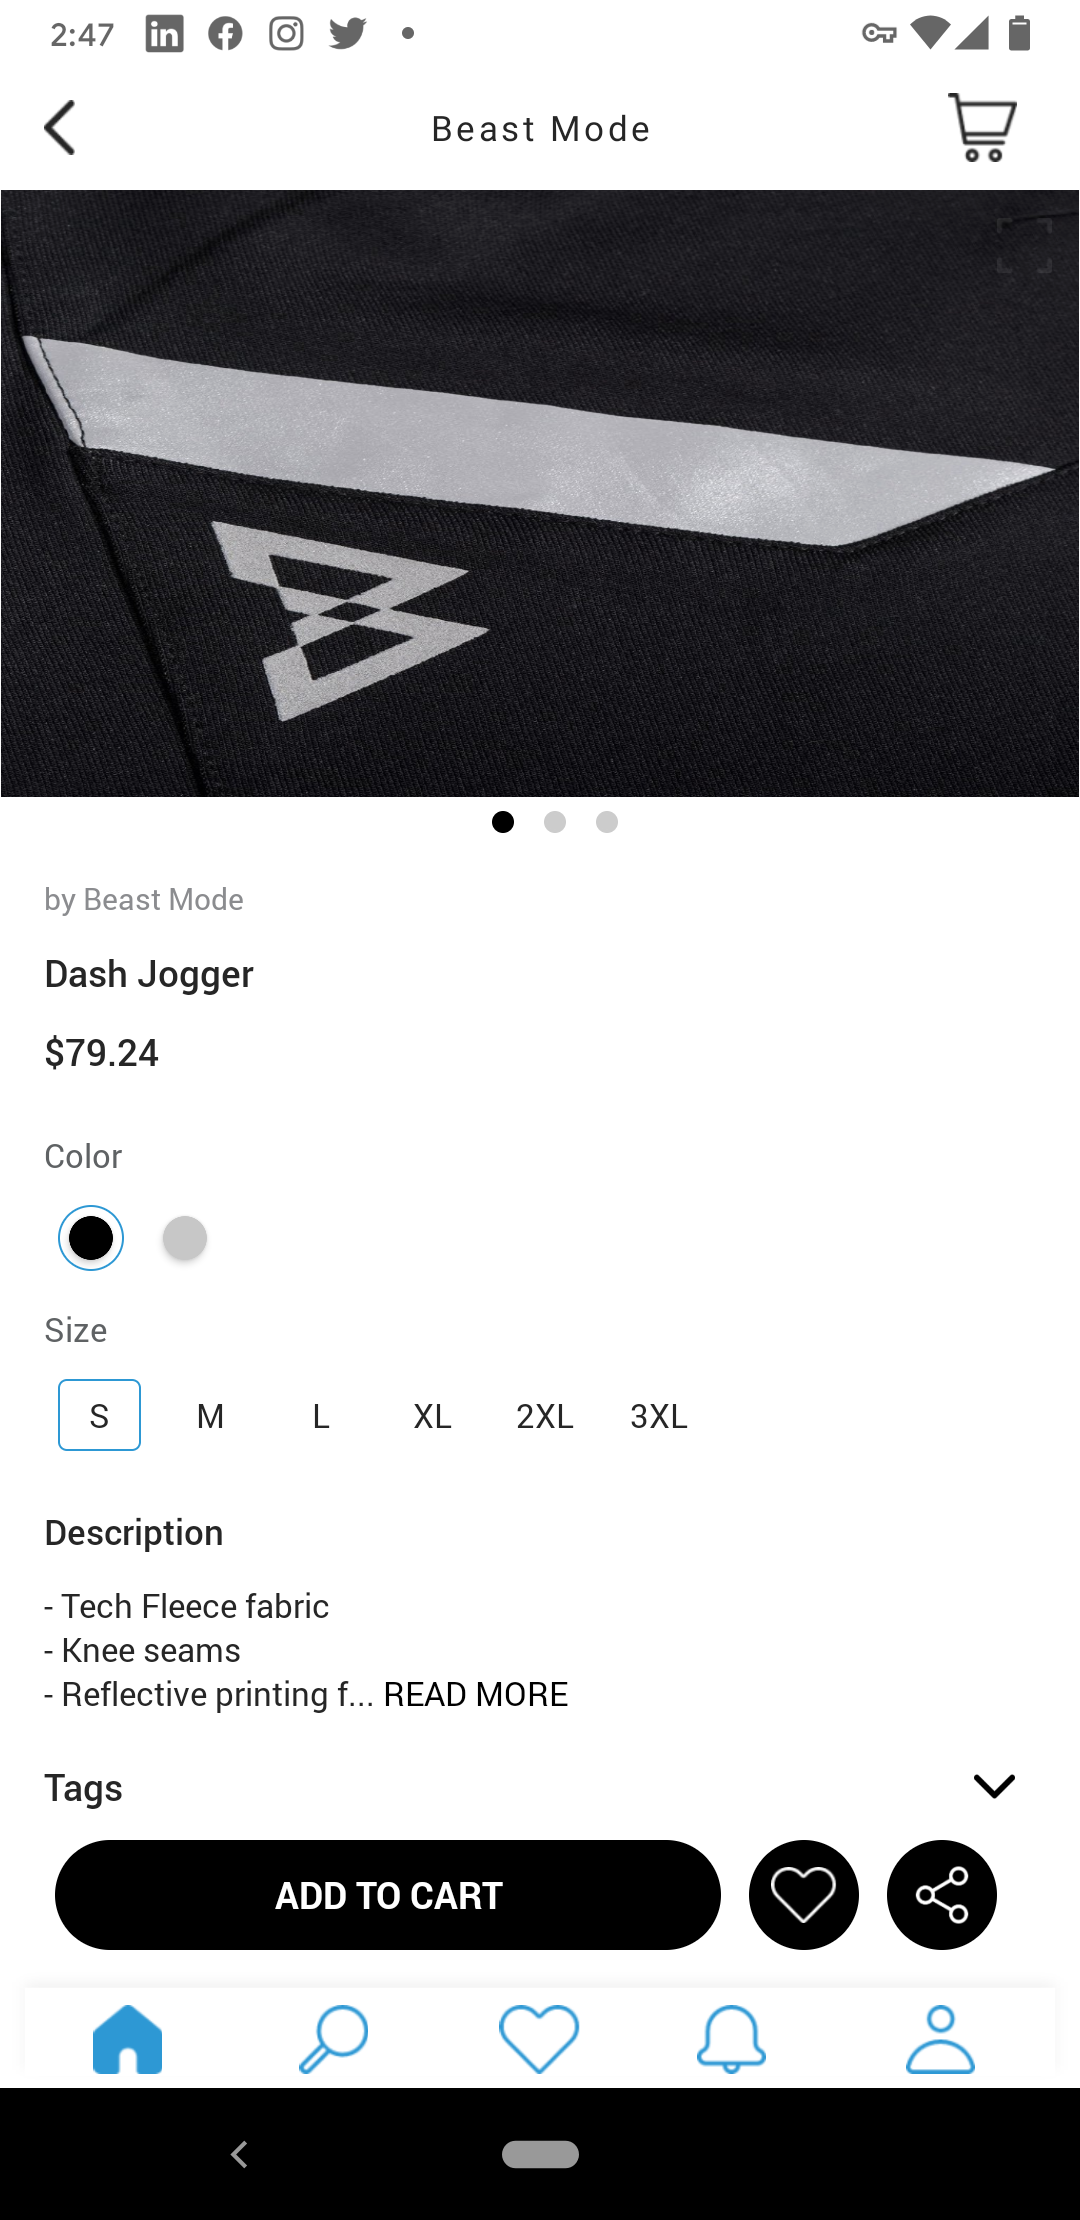 2:47
Beast Mode
by Beast Mode
Dash Jogger
$79.24
Color
Size
S M L XL 2XL 3XL
Description
- Tech Fleece fabric
- Knee seams
- Reflective printing f... READ MORE
Tags
ADD TO CART